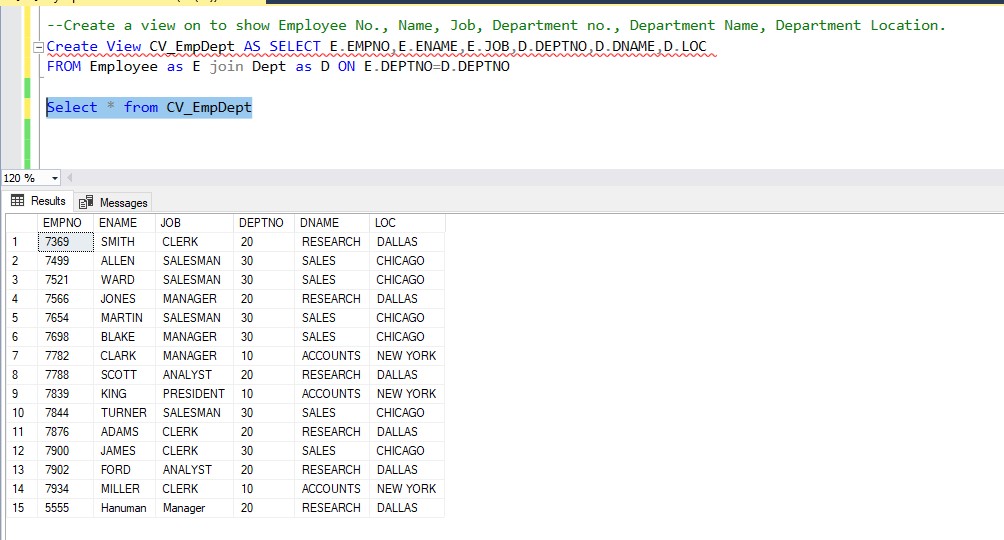 --Create a view on to show Employee No., Name, Job, Department no., Department Name, Department Location.
Create View CV_EmpDept AS SELECT E.EMPNO,E.ENAME,E.JOB,D.DEPTNO,D.DNAME,D.LOC
FROM Employee as E join Dept as D ON E.DEPTNO=D.DEPTNO
Select * from CV_EmpDept
120 %
Results Messages
EMPNO ENAME JOB DEPTNO DNAME LOC
1 7369 SMITH CLERK 20 RESEARCH DALLAS
2 7499 ALLEN SALESMAN 30 SALES CHICAGO
3 7521 WARD SALESMAN 30 SALES CHICAGO
4 7566 JONES MANAGER 20 RESEARCH DALLAS
5 7654 MARTIN SALESMAN 30 SALES CHICAGO
6 7698 BLAKE MANAGER 30 SALES CHICAGO
7 7782 CLARK MANAGER 10 ACCOUNTS NEW YORK
8 7788 SCOTT ANALYST 20 RESEARCH DALLAS
9 7839 KING PRESIDENT 10 ACCOUNTS NEW YORK
10 7844 TURNER SALESMAN 30 SALES CHICAGO
11 7876 ADAMS CLERK 20 RESEARCH DALLAS
12 7900 JAMES CLERK 30 SALES CHICAGO
13 7902 FORD ANALYST 20 RESEARCH DALLAS
14 7934 MILLER CLERK 10 ACCOUNTS NEW YORK
15 5555 Hanuman Manager 20 RESEARCH DALLAS